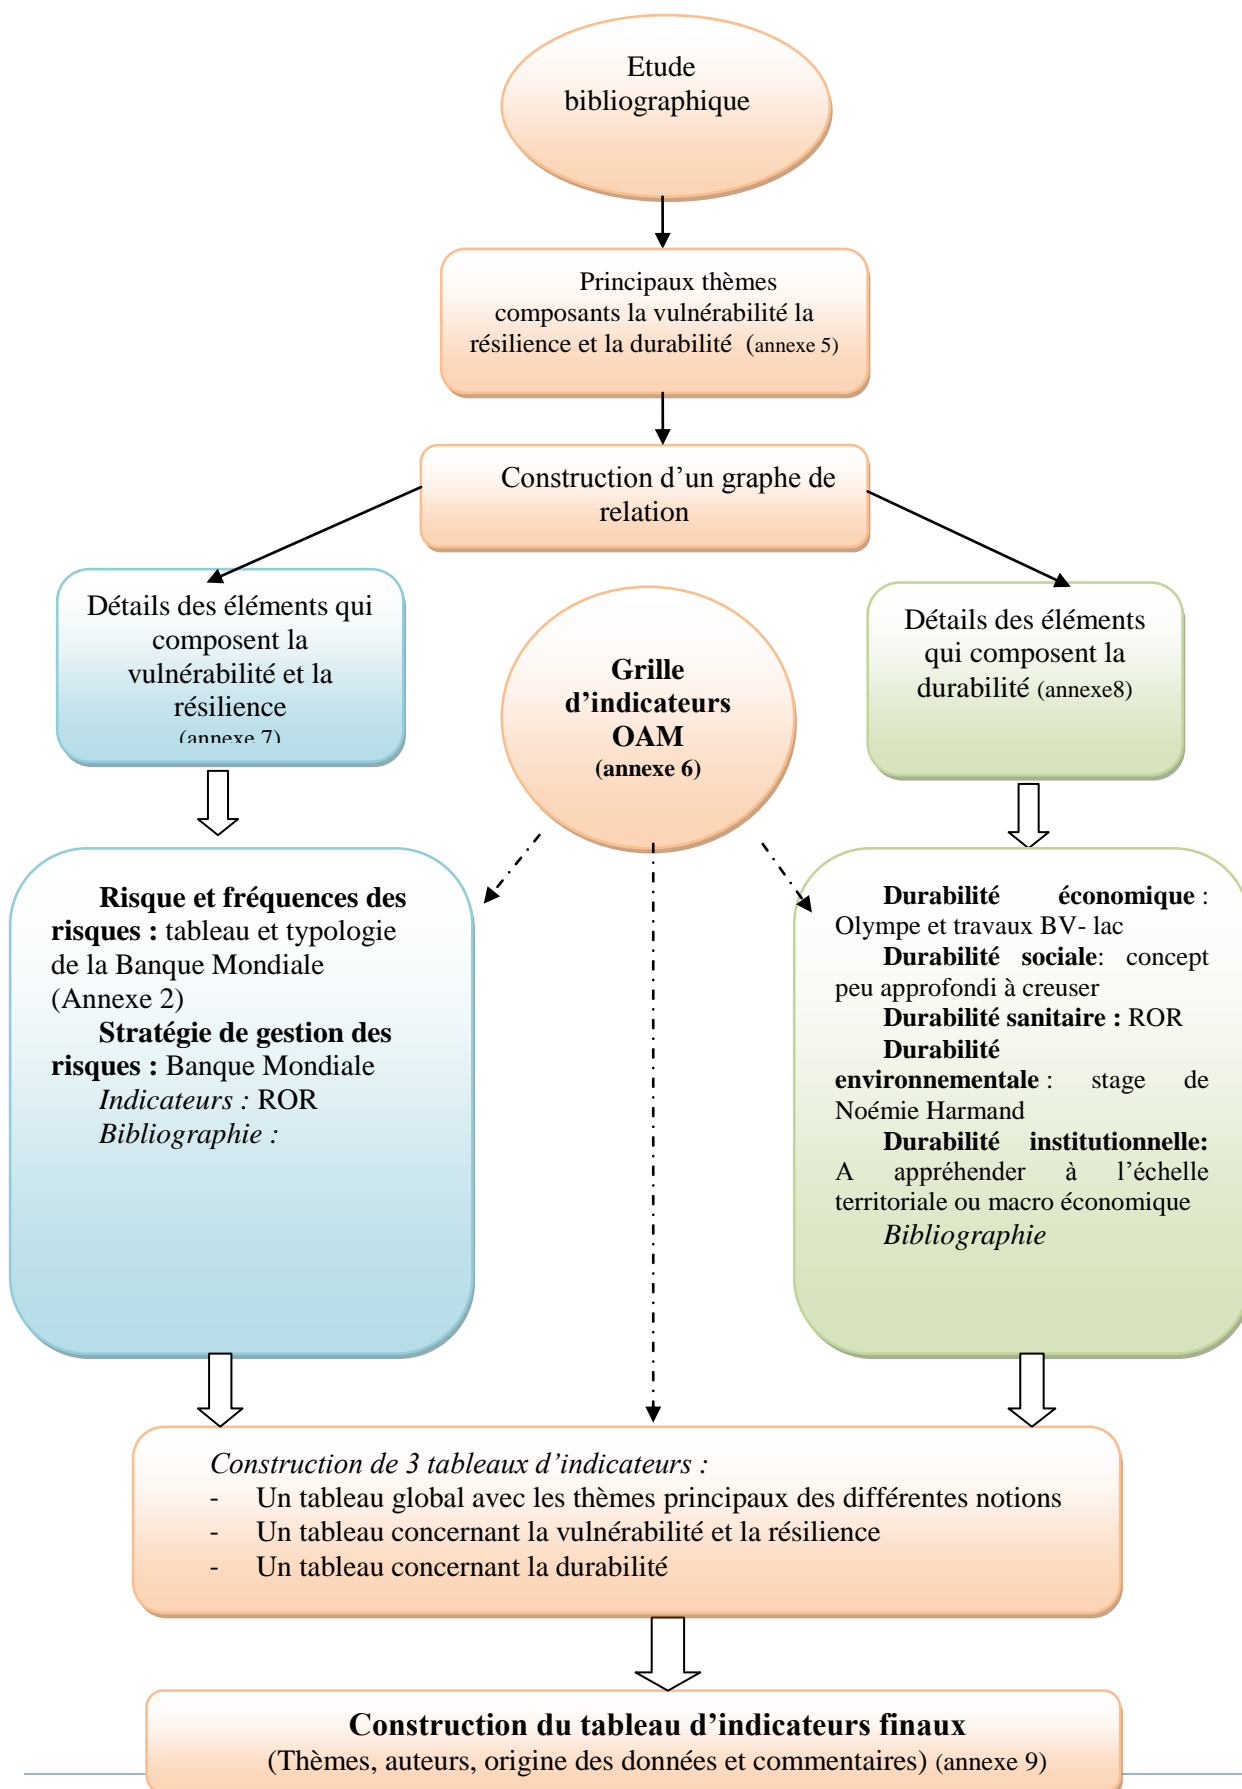 Etude
bibliographique
Principaux thèmes
composants la vulnérabilité la
résilience et la durabilité (annexe 5)
Construction d’un graphe de
relation
Détails des éléments qui
composent la
vulnérabilité et la
résilience
(annexe 7)
Grille
d’indicateurs
OAM
(annexe 6)
Détails des éléments
qui composent la
durabilité (annexe8)
Risque et fréquences des
risques : tableau et typologie
de la Banque Mondiale
(Annexe 2)
Stratégie de gestion des
risques : Banque Mondiale
Indicateurs : ROR
Bibliographie :
Durabilité économique :
Olympe et travaux BV- lac
Durabilité sociale: concept
peu approfondi à creuser
Durabilité sanitaire : ROR
Durabilité
environnementale : stage de
Noémie Harmand
Durabilité institutionnelle:
A appréhender à l’échelle
territoriale ou macro économique
Bibliographie
Construction de 3 tableaux d’indicateurs :
- Un tableau global avec les thèmes principaux des différentes notions
- Un tableau concernant la vulnérabilité et la résilience
- Un tableau concernant la durabilité
Construction du tableau d’indicateurs finaux
(Thèmes, auteurs, origine des données et commentaires) (annexe 9)